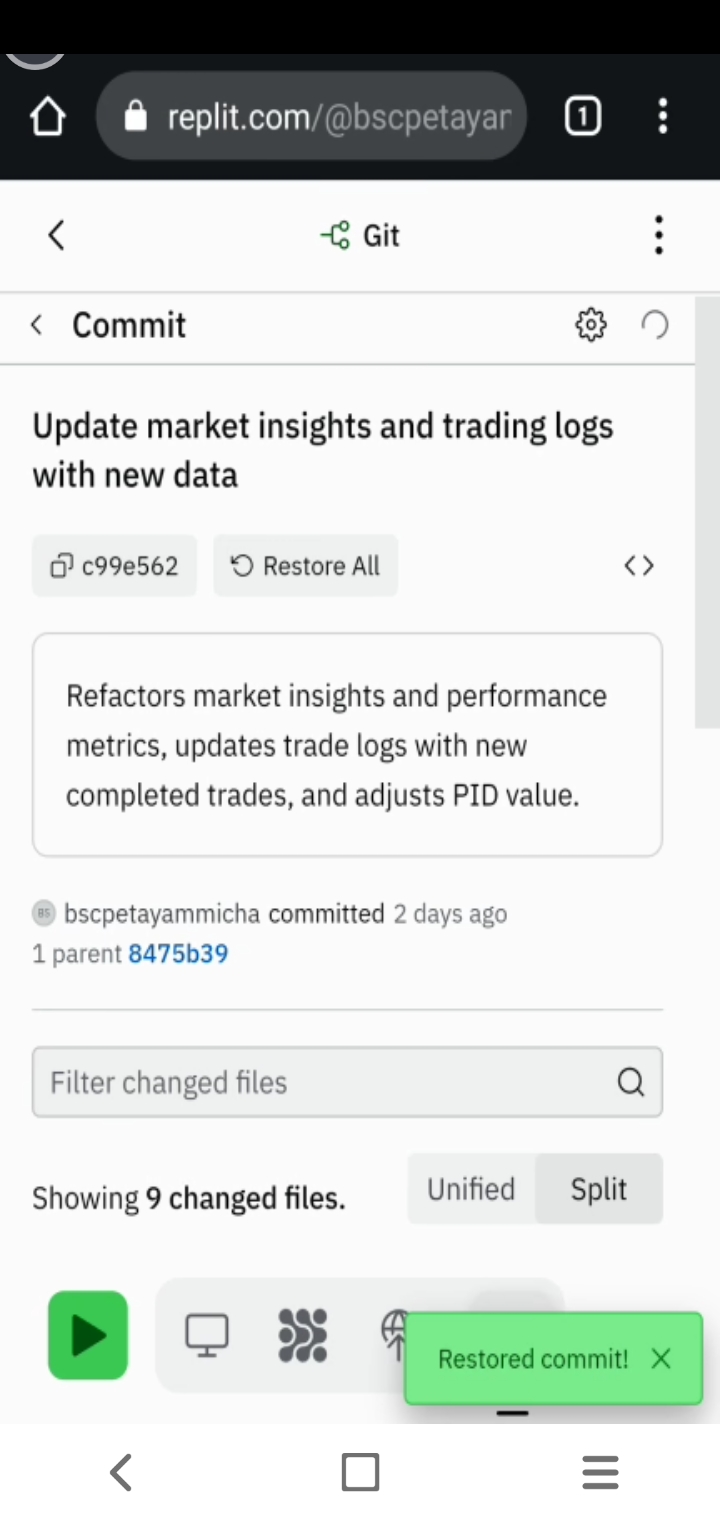 1
replit.com/@bscpetayar
Git
Commit
Update market insights and trading logs
with new data
c99e562
Restore All
Refactors market insights and performance
metrics, updates trade logs with new
completed trades, and adjusts PID value.
BS
bscpetayammicha committed 2 days ago
1 parent 8475b39
Filter changed files
Showing 9 changed files.
Unified
Split
Restored commit!